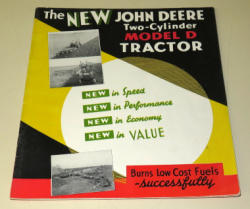 The NEW JOHN DEERE
Two-Cylinder
MODEL D
TRACTOR
NEW in Speed
NEW in Performance
NEW in Economy
NEW in VALUE
Burns Low Cost Fuels
-successfully